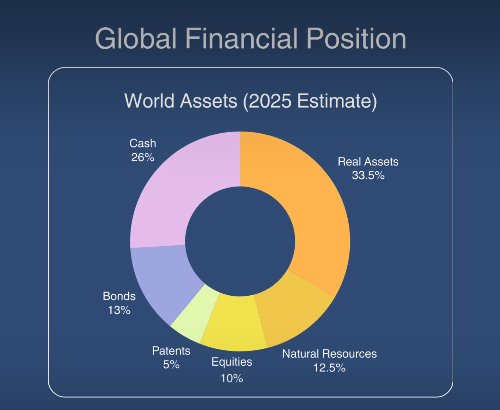 Global Financial Position
World Assets (2025 Estimate)
Cash
26%
Real Assets
33.5%
Bonds
13%
Patents
5%
Equities
10%
Natural Resources
12.5%